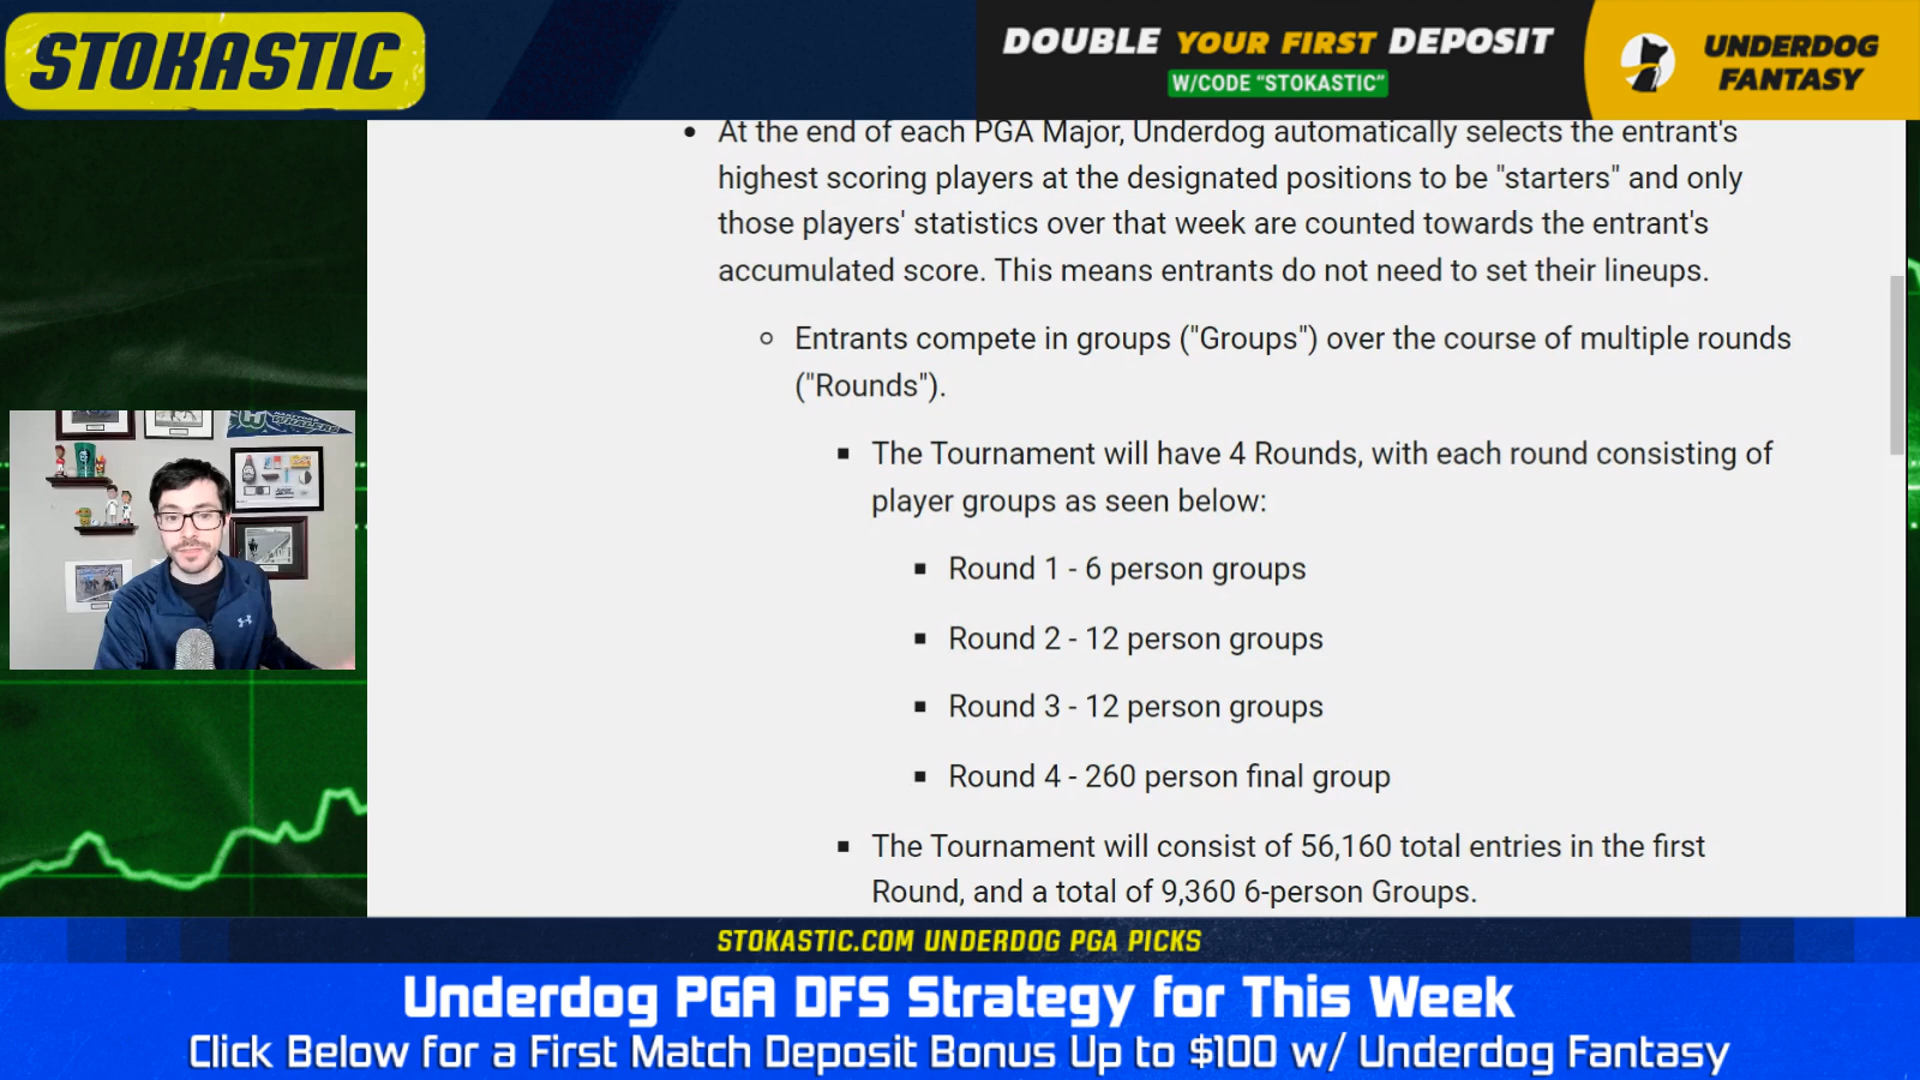 STOKASTIC
DOUBLE YOUR FIRST DEPOSIT
W/CODE "STOKASTIC"
UNDERDOG
FANTASY
• At the end of each PGA Major, Underdog automatically selects the entrant's
highest scoring players at the designated positions to be "starters" and only
those players' statistics over that week are counted towards the entrant's
accumulated score. This means entrants do not need to set their lineups.
○ Entrants compete in groups ("Groups") over the course of multiple rounds
("Rounds").
▪ The Tournament will have 4 Rounds, with each round consisting of
player groups as seen below:
▪ Round 1 - 6 person groups
▪ Round 2 - 12 person groups
▪ Round 3 - 12 person groups
▪ Round 4 - 260 person final group
▪ The Tournament will consist of 56,160 total entries in the first
Round, and a total of 9,360 6-person Groups.
WHALERS
STOKASTIC.COM UNDERDOG PGA PICKS
Underdog PGA DFS Strategy for This Week
Click Below for a First Match Deposit Bonus Up to $100 w/ Underdog Fantasy